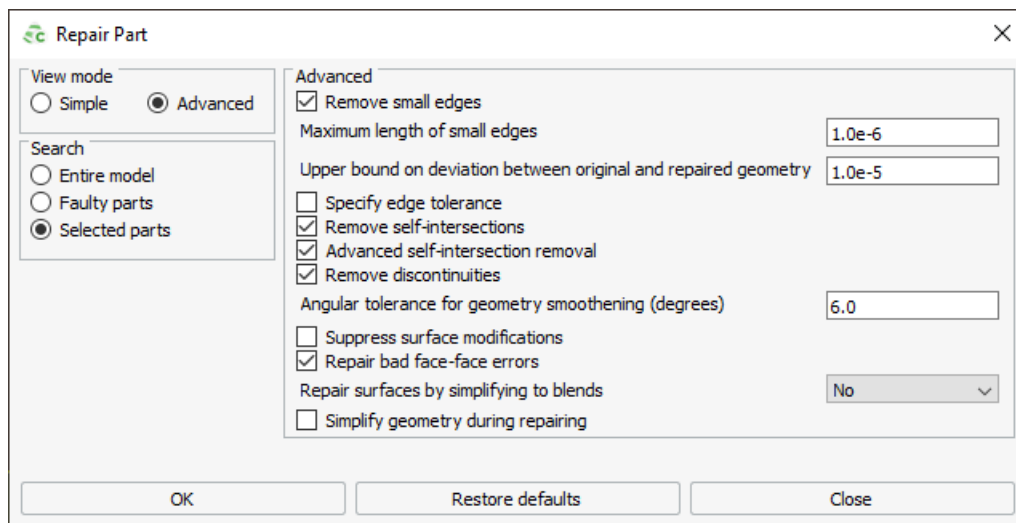 Repair Part
View mode
Simple
Advanced
Search
Entire model
Faulty parts
Selected parts
Advanced
Remove small edges
Maximum length of small edges 1.0e-6
Upper bound on deviation between original and repaired geometry 1.0e-5
Specify edge tolerance
Remove self-intersections
Advanced self-intersection removal
Remove discontinuities
Angular tolerance for geometry smoothening (degrees) 6.0
Suppress surface modifications
Repair bad face-face errors
Repair surfaces by simplifying to blends No
Simplify geometry during repairing
OK
Restore defaults
Close